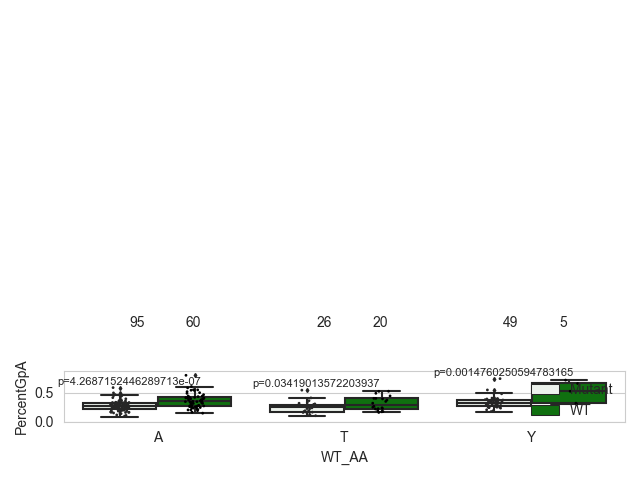 95 60 26 20 49 5
p=0.0014760250594783165
p=4.2687152446289713e-07
p=0.03419013572203937
PercentGpA
0.5
0.0
Mutant
WT
A T Y
WT_AA